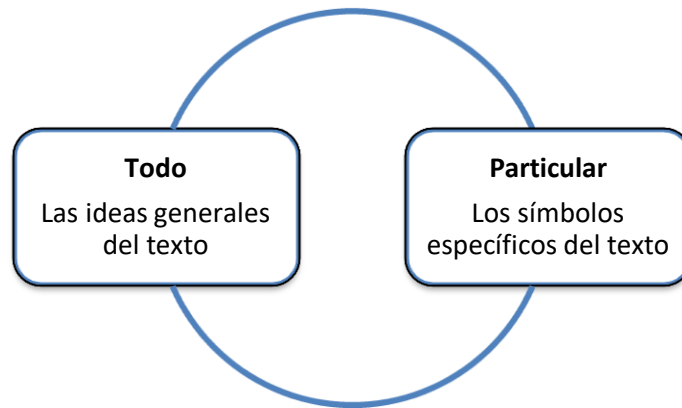 Todo
Las ideas generales
del texto
Particular
Los símbolos
específicos del texto